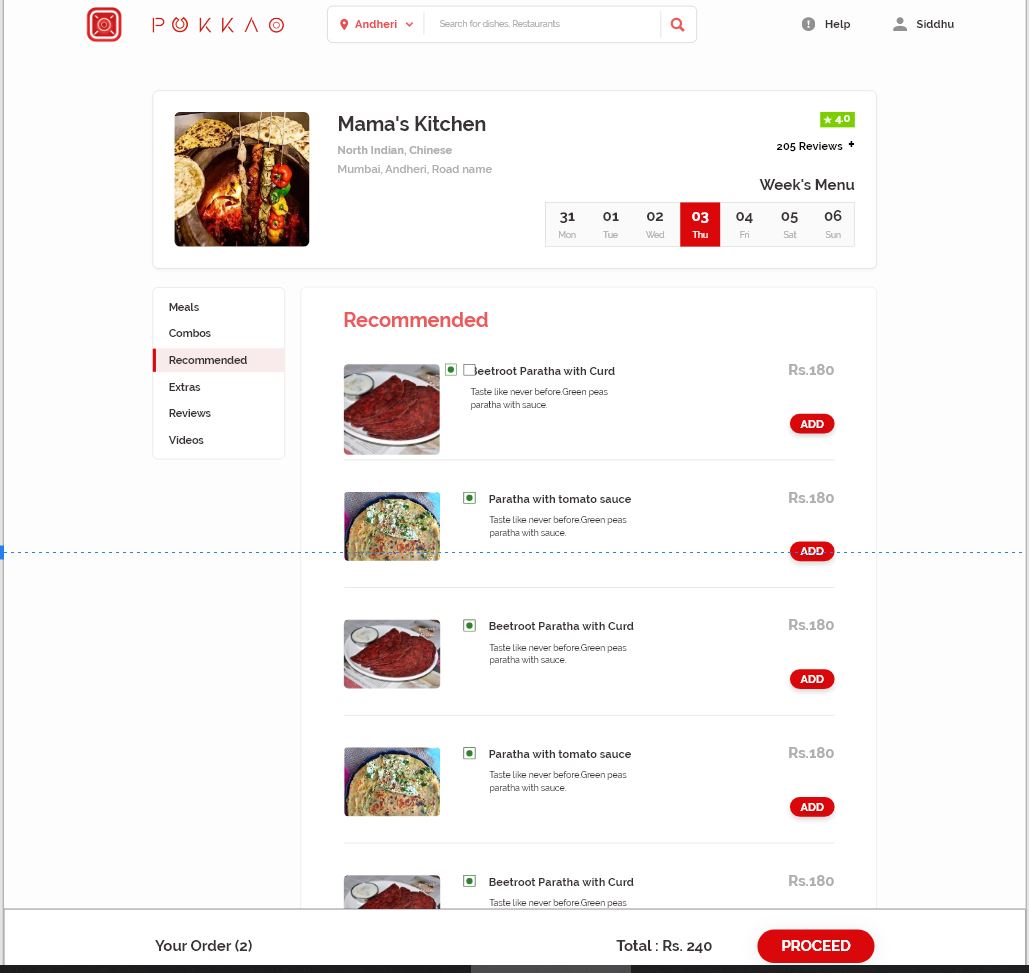 POKKAO
Andheri
Search for dishes, Restaurants
Help
Siddhu
Mama's Kitchen
North Indian, Chinese
Mumbai, Andheri, Road name
★ 4.0
205 Reviews +
Week's Menu
31 01 02 03 04 05 06
Mon Tue Wed Thu Fri Sat Sun
Meals
Combos
Recommended
Extras
Reviews
Videos
Recommended
Beetroot Paratha with Curd
Rs.180
Taste like never before.Green peas
paratha with sauce.
ADD
Paratha with tomato sauce
Rs.180
Taste like never before.Green peas
paratha with sauce.
ADD
Beetroot Paratha with Curd
Rs.180
Taste like never before.Green peas
paratha with sauce.
ADD
Paratha with tomato sauce
Rs.180
Taste like never before.Green peas
paratha with sauce.
ADD
Beetroot Paratha with Curd
Rs.180
Taste like never before.Green peas
Your Order (2)
Total : Rs. 240
PROCEED